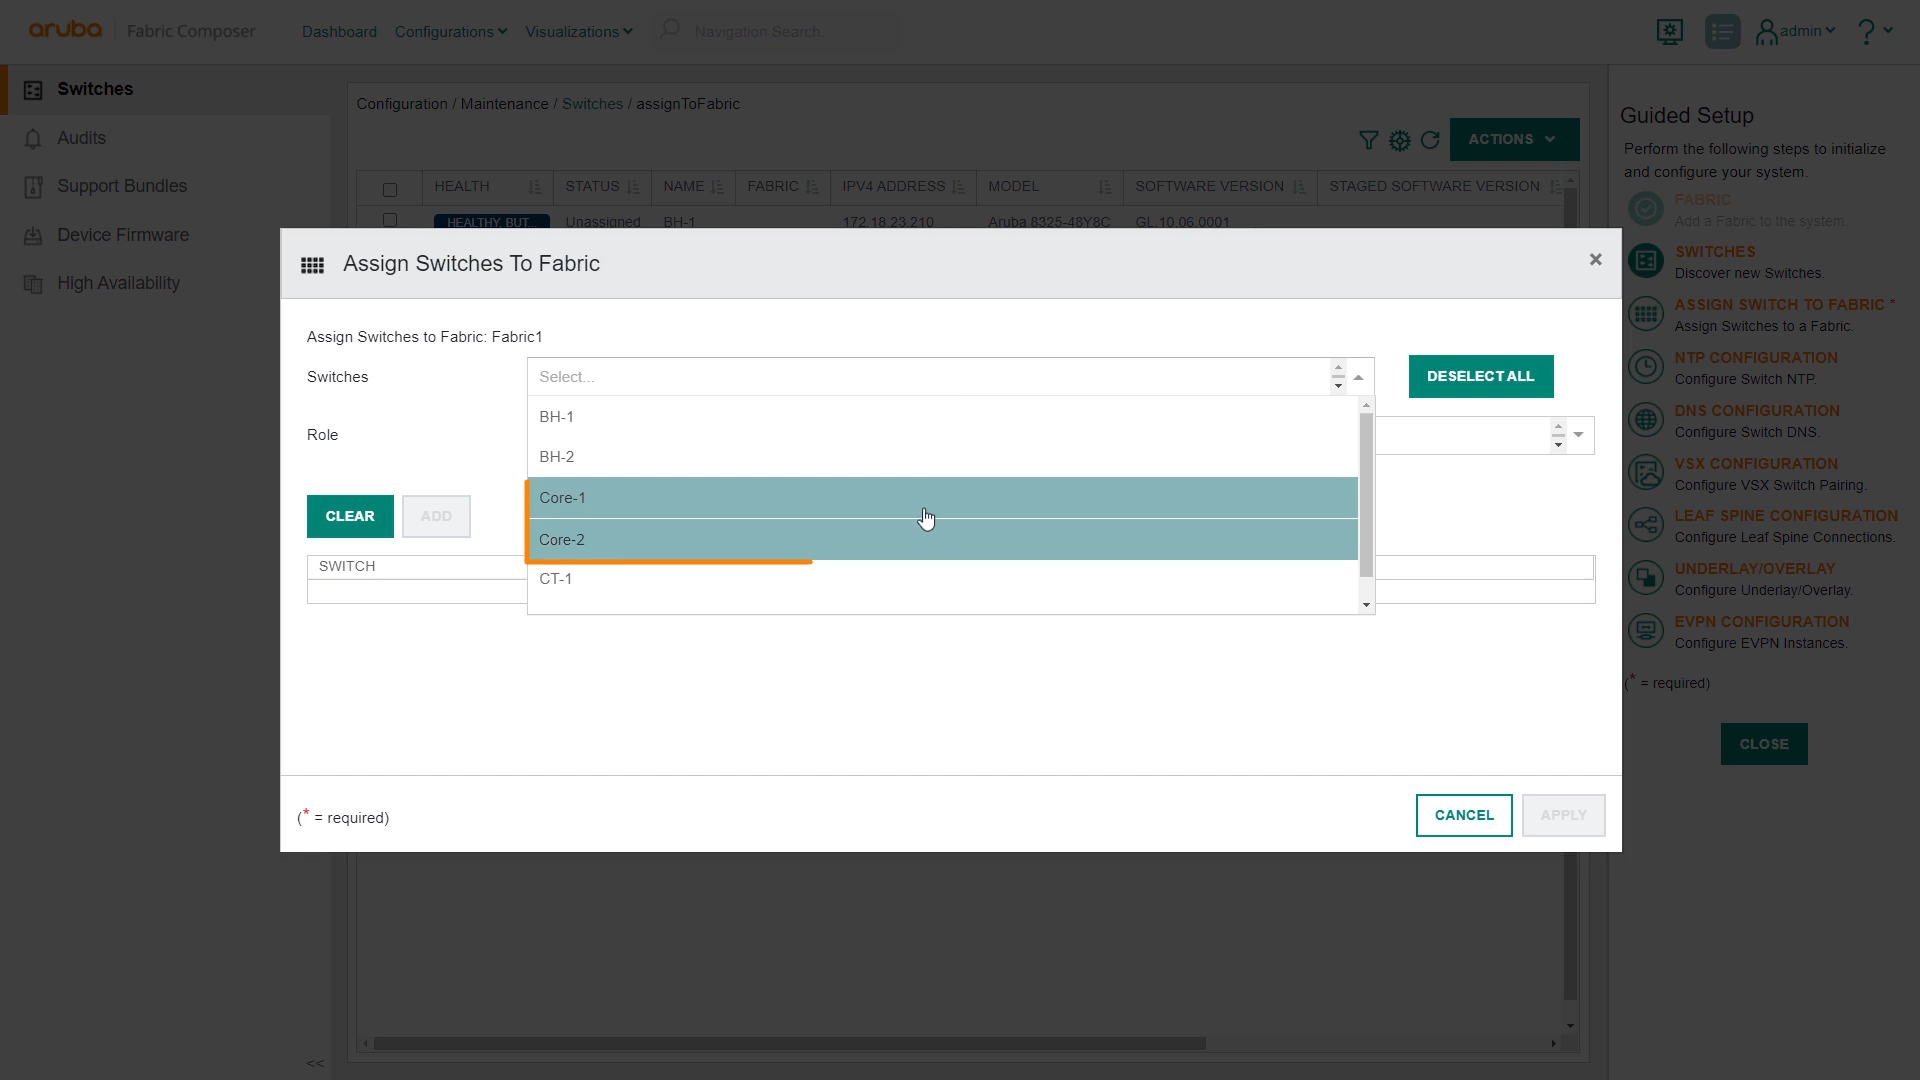 aruba Fabric Composer Dashboard Configurations Visualizations Navigation Search admin ?
Switches
Audits
Support Bundles
Device Firmware
High Availability
<<
Configuration / Maintenance / Switches / assignToFabric
ACTIONS
HEALTH STATUS NAME FABRIC IPV4 ADDRESS MODEL SOFTWARE VERSION STAGED SOFTWARE VERSION
HEALTHY, BUT... Unassigned BH-1 172.18.23.210 Aruba 8325-48Y8C GL.10.06.0001
Assign Switches To Fabric ×
Assign Switches to Fabric: Fabric1
Switches Select... DESELECT ALL
BH-1
BH-2
Core-1
Core-2
CT-1
Role
CLEAR ADD
SWITCH
(* = required)
CANCEL APPLY
Guided Setup
Perform the following steps to initialize
and configure your system.
FABRIC
Add a Fabric to the system.
SWITCHES
Discover new Switches.
ASSIGN SWITCH TO FABRIC *
Assign Switches to a Fabric.
NTP CONFIGURATION
Configure Switch NTP.
DNS CONFIGURATION
Configure Switch DNS.
VSX CONFIGURATION
Configure VSX Switch Pairing.
LEAF SPINE CONFIGURATION
Configure Leaf Spine Connections.
UNDERLAY/OVERLAY
Configure Underlay/Overlay.
EVPN CONFIGURATION
Configure EVPN Instances.
(* = required)
CLOSE